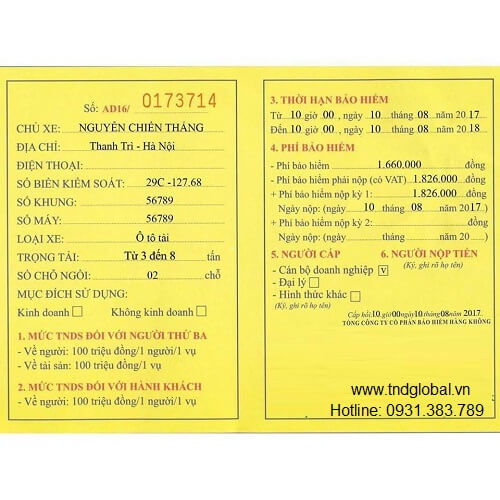 Số: AD16/ 0173714
CHỦ XE: NGUYỄN CHIẾN THẮNG
ĐỊA CHỈ: Thanh Trì - Hà Nội
ĐIỆN THOẠI:
SỐ BIỂN KIỂM SOÁT: 29C -127.68
SỐ KHUNG: 56789
SỐ MÁY: 56789
LOẠI XE: Ô tô tải
TRỌNG TẢI: Từ 3 đến 8 tấn
SỐ CHỖ NGỒI: 02 chỗ
MỤC ĐÍCH SỬ DỤNG:
Kinh doanh Không kinh doanh
1. MỨC TNDS ĐỐI VỚI NGƯỜI THỨ BA
- Về người: 100 triệu đồng/1 người/1 vụ
- Về tài sản: 100 triệu đồng/1 vụ
2. MỨC TNDS ĐỐI VỚI HÀNH KHÁCH
- Về người: 100 triệu đồng/1 người/1 vụ
3. THỜI HẠN BẢO HIỂM
Từ 10 giờ 00, ngày 10 tháng 08 năm 2017
Đến 10 giờ 00, ngày 10 tháng 08 năm 2018
4. PHÍ BẢO HIỂM
- Phí bảo hiểm 1.660.000 đồng
- Phí bảo hiểm phải nộp (có VAT) 1.826.000 đồng
+ Phí bảo hiểm nộp kỳ 1: 1.826.000 đồng
Ngày nộp: (ngày 10 tháng 08 năm 2017)
+ Phí bảo hiểm nộp kỳ 2: đồng
Ngày nộp: (ngày tháng năm 20 )
5. NGƯỜI CẤP 6. NGƯỜI NỘP TIỀN
- Cán bộ doanh nghiệp V (Ký, ghi rõ họ tên)
- Đại lý
- Hình thức khác
(Ký, ghi rõ họ tên)
Cấp hồi 10. giờ 00 ngày 10 tháng 08 năm 2017.
TỔNG CÔNG TY CỔ PHẦN BẢO HIỂM HÀNG KHÔNG
www.tndglobal.vn
Hotline: 0931.383.789